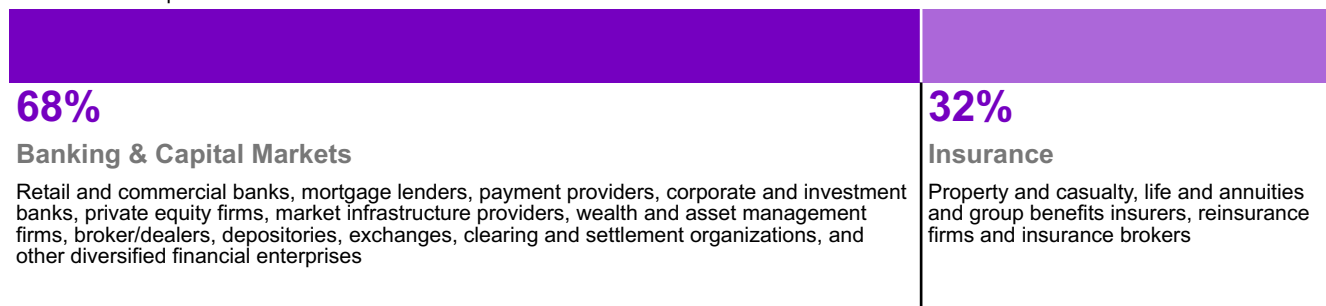 68%
Banking & Capital Markets
Retail and commercial banks, mortgage lenders, payment providers, corporate and investment
banks, private equity firms, market infrastructure providers, wealth and asset management
firms, broker/dealers, depositories, exchanges, clearing and settlement organizations, and
other diversified financial enterprises
32%
Insurance
Property and casualty, life and annuities
and group benefits insurers, reinsurance
firms and insurance brokers